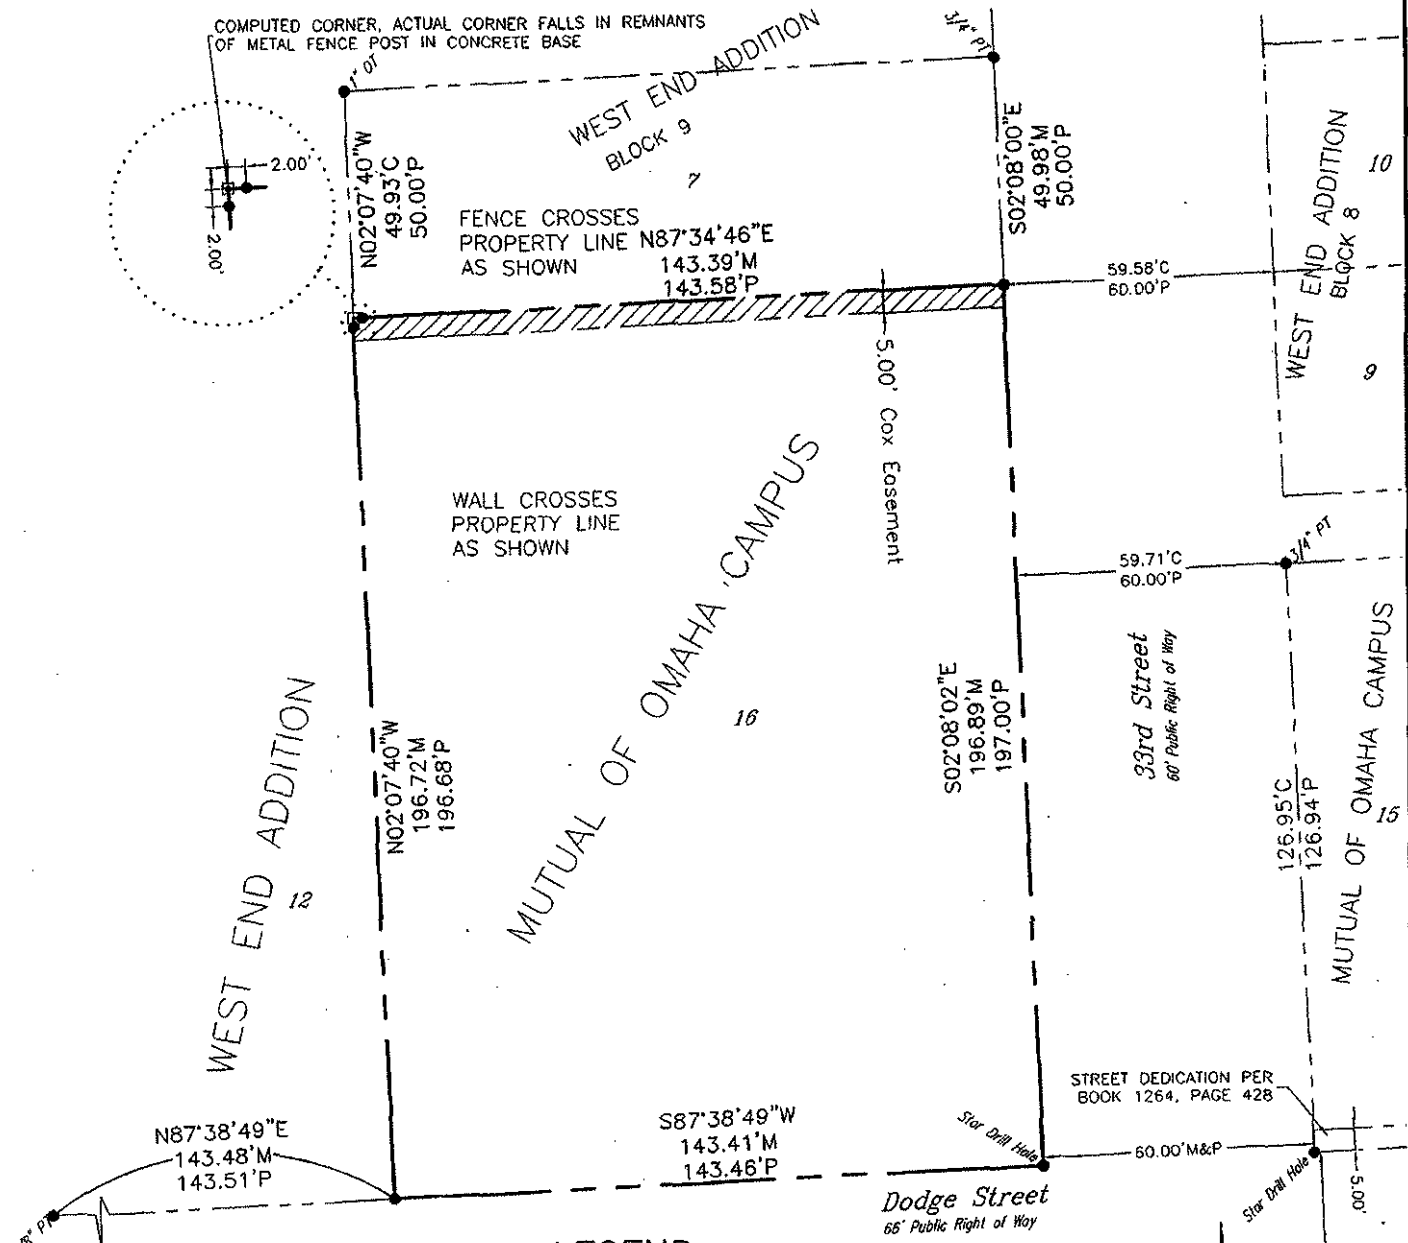 COMPUTED CORNER, ACTUAL CORNER FALLS IN REMNANTS
OF METAL FENCE POST IN CONCRETE BASE
1" OT
3/4" PT
WEST END ADDITION
BLOCK 9
7
2.00'
2.00'
N02°07'40"W
49.93'C
50.00'P
S02°08'00"E
49.98'M
50.00'P
FENCE CROSSES
PROPERTY LINE
AS SHOWN
N87°34'46"E
143.39'M
143.58'P
59.58'C
60.00'P
WEST END ADDITION
BLOCK 8
10
9
5.00' Cox Easement
WALL CROSSES
PROPERTY LINE
AS SHOWN
MUTUAL OF OMAHA CAMPUS
16
59.71'C
60.00'P
3/4" PT
33rd Street
60' Public Right of Way
S02°08'02"E
196.89'M
197.00'P
N02°07'40"W
196.72'M
196.68'P
WEST END ADDITION
12
126.95'C
126.94'P
MUTUAL OF OMAHA CAMPUS
15
STREET DEDICATION PER
BOOK 1264, PAGE 428
N87°38'49"E
143.48'M
143.51'P
S87°38'49"W
143.41'M
143.46'P
Star Drill Hole
60.00'M&P
Star Drill Hole
5.00'
Dodge Street
66' Public Right of Way
PT